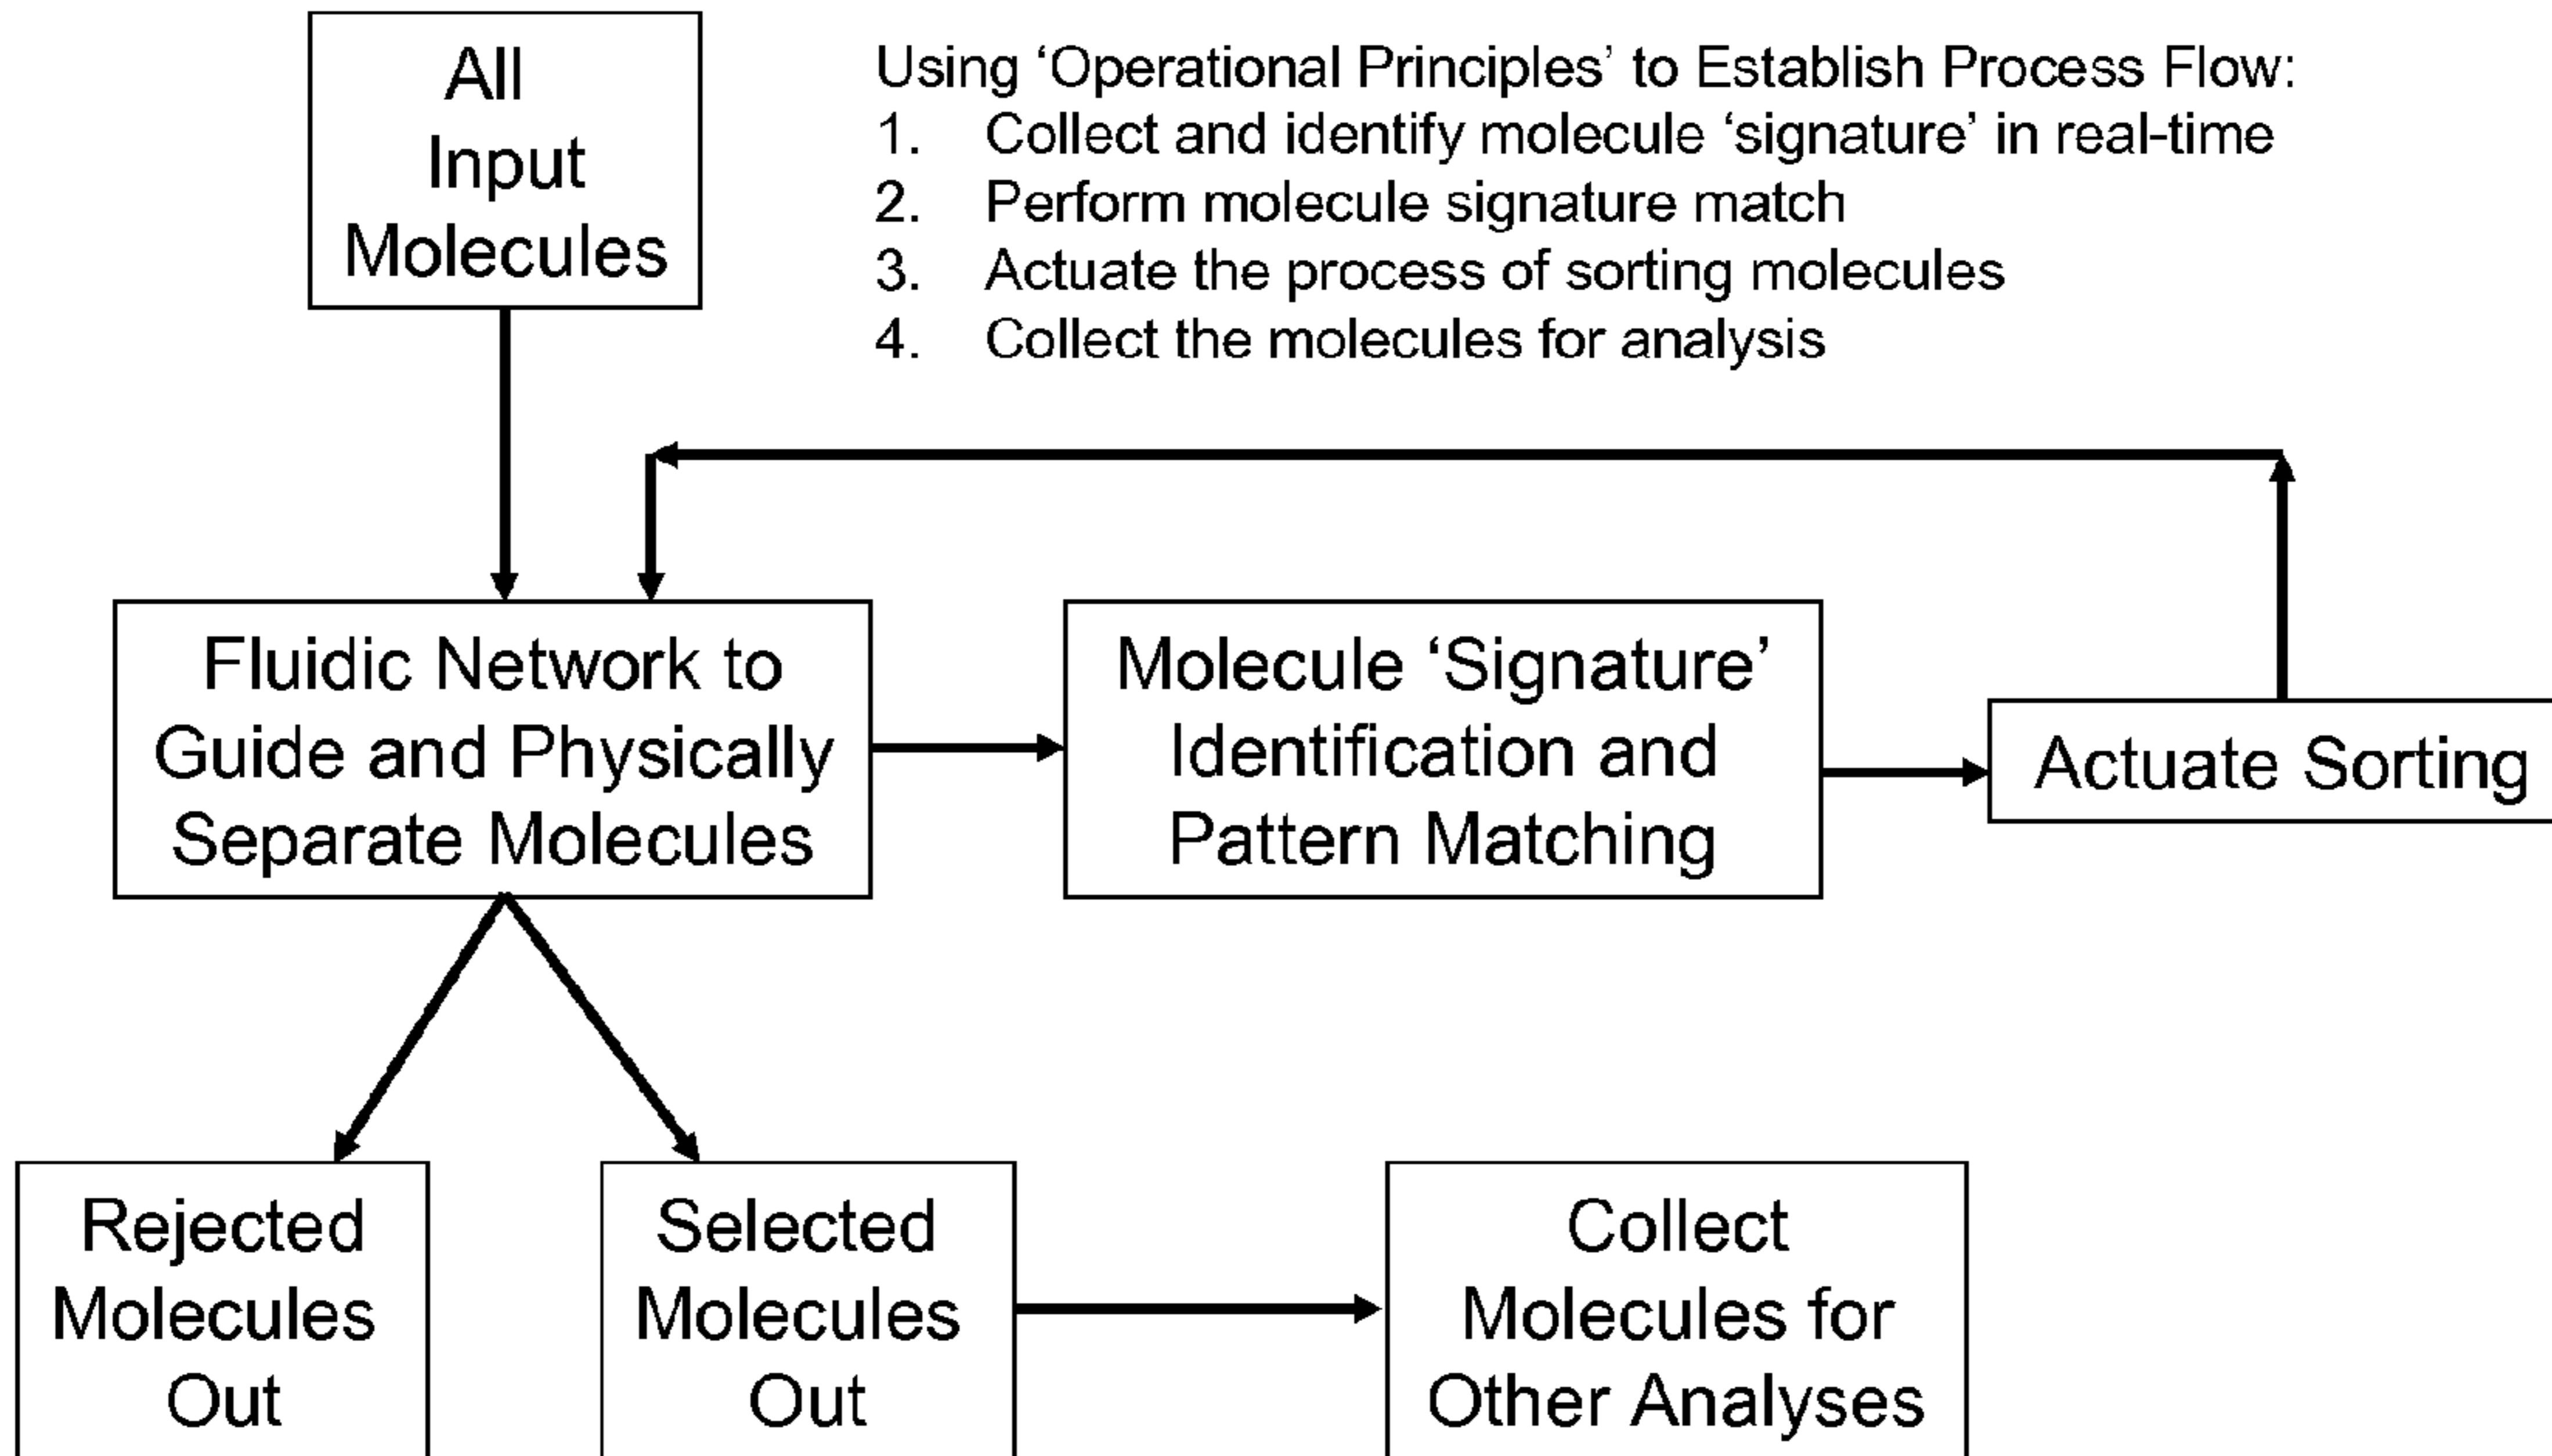 All
Input
Molecules
Using ‘Operational Principles’ to Establish Process Flow:
1. Collect and identify molecule ‘signature’ in real-time
2. Perform molecule signature match
3. Actuate the process of sorting molecules
4. Collect the molecules for analysis
Fluidic Network to
Guide and Physically
Separate Molecules
Molecule ‘Signature’
Identification and
Pattern Matching
Actuate Sorting
Rejected
Molecules
Out
Selected
Molecules
Out
Collect
Molecules for
Other Analyses